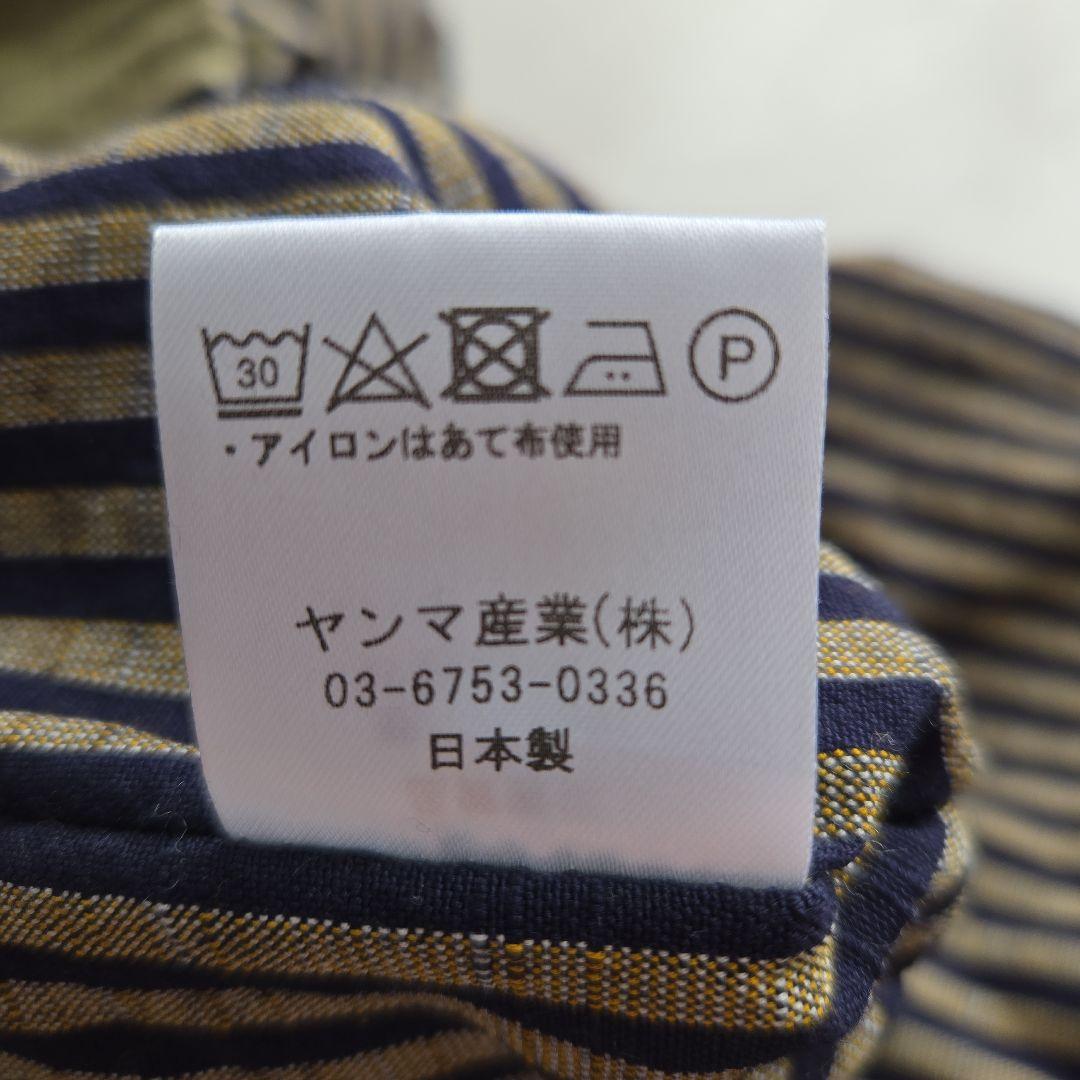 30 P
・アイロンはあて布使用
ヤンマ産業(株)
03-6753-0336
日本製